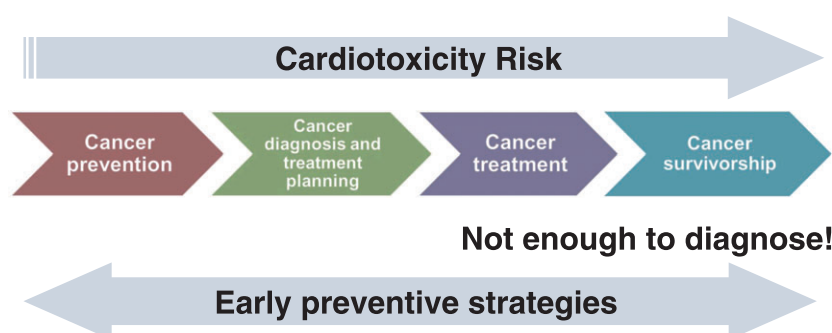 Cardiotoxicity Risk
Cancer
prevention
Cancer
diagnosis and
treatment
planning
Cancer
treatment
Cancer
survivorship
Not enough to diagnose!
Early preventive strategies